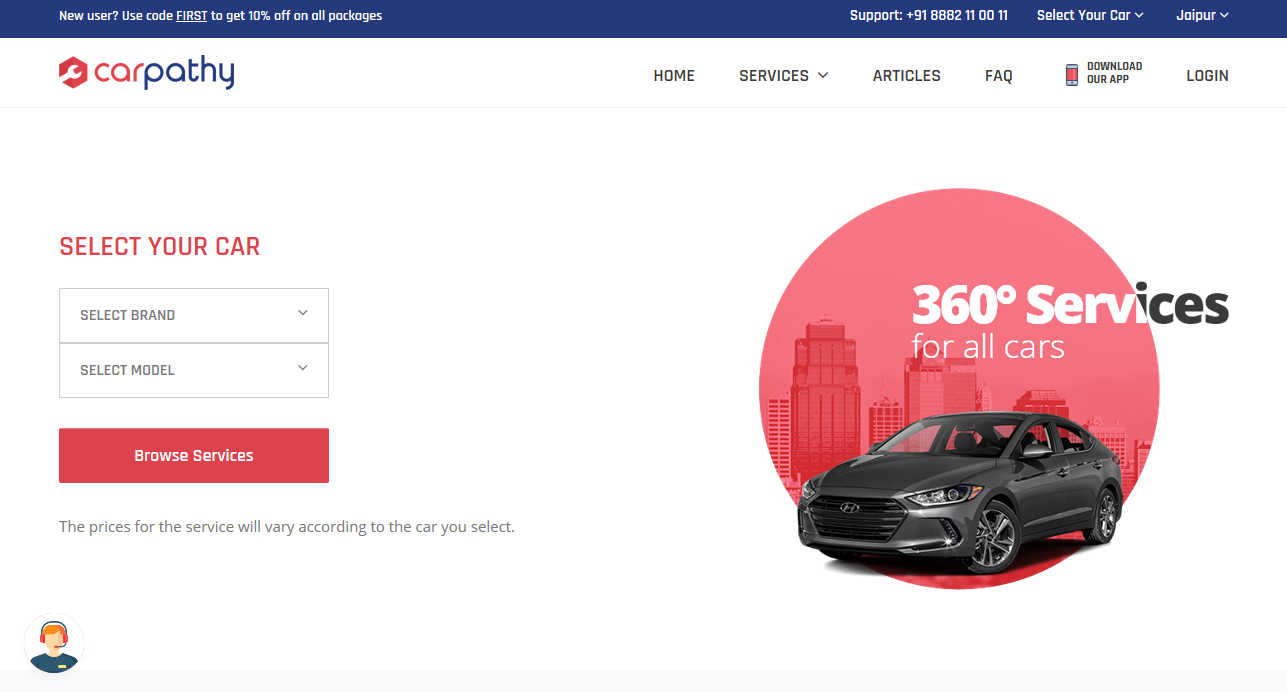 New user? Use code FIRST to get 10% off on all packages
Support: +91 8882 11 00 11
Select Your Car
Jaipur
carpathy
HOME
SERVICES
ARTICLES
FAQ
DOWNLOAD
OUR APP
LOGIN
SELECT YOUR CAR
SELECT BRAND
SELECT MODEL
Browse Services
The prices for the service will vary according to the car you select.
360° Services
for all cars